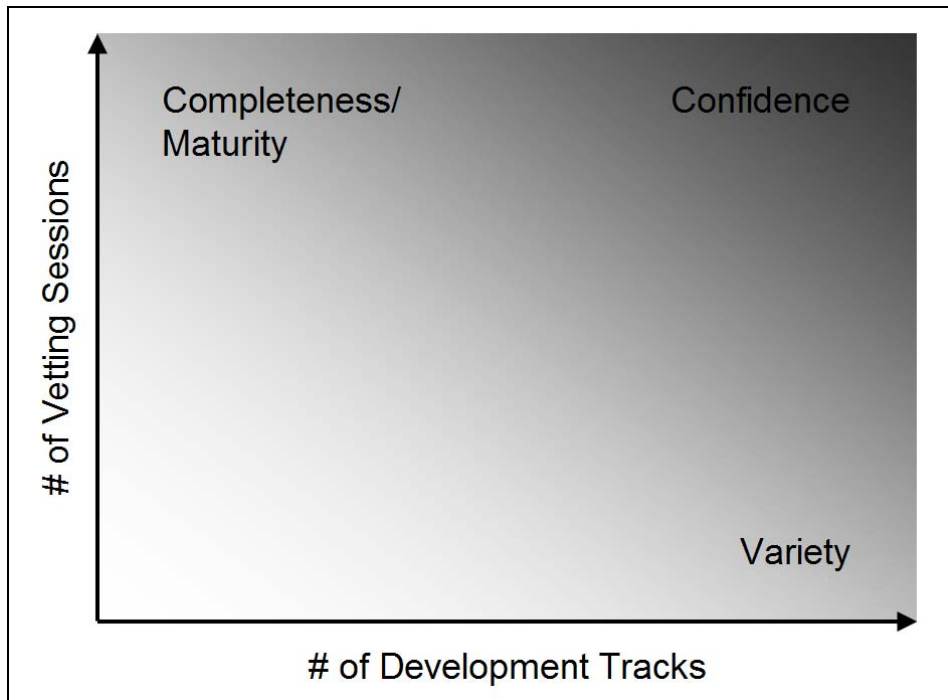 Completeness/
Maturity
Confidence
# of Vetting Sessions
Variety
# of Development Tracks